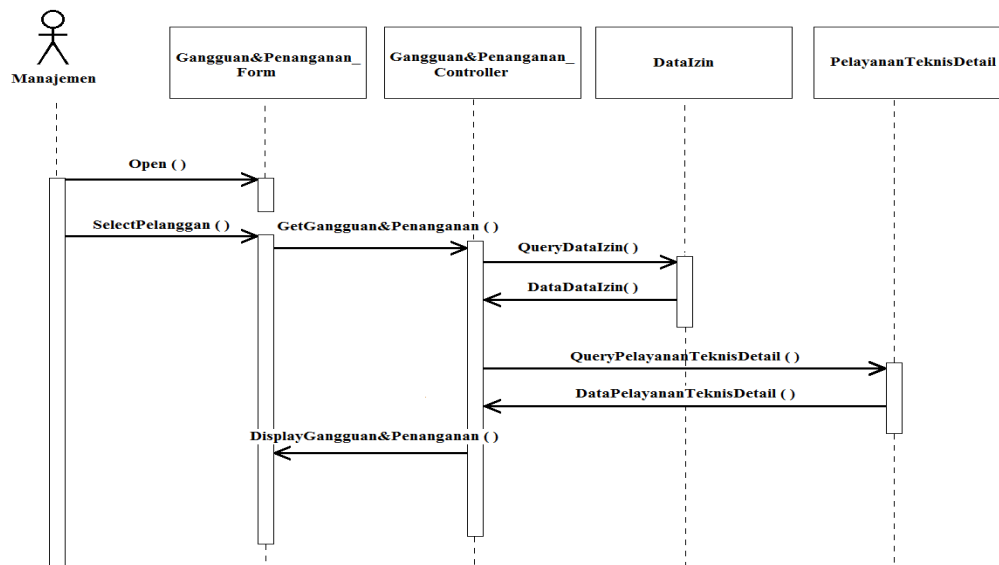 Manajemen
Gangguan&Penanganan_
Form
Gangguan&Penanganan_
Controller
DataIzin
PelayananTeknisDetail
Open ( )
SelectPelanggan ( )
GetGangguan&Penanganan ( )
QueryDataIzin( )
DataDataIzin( )
QueryPelayananTeknisDetail ( )
DataPelayananTeknisDetail ( )
DisplayGangguan&Penanganan ( )